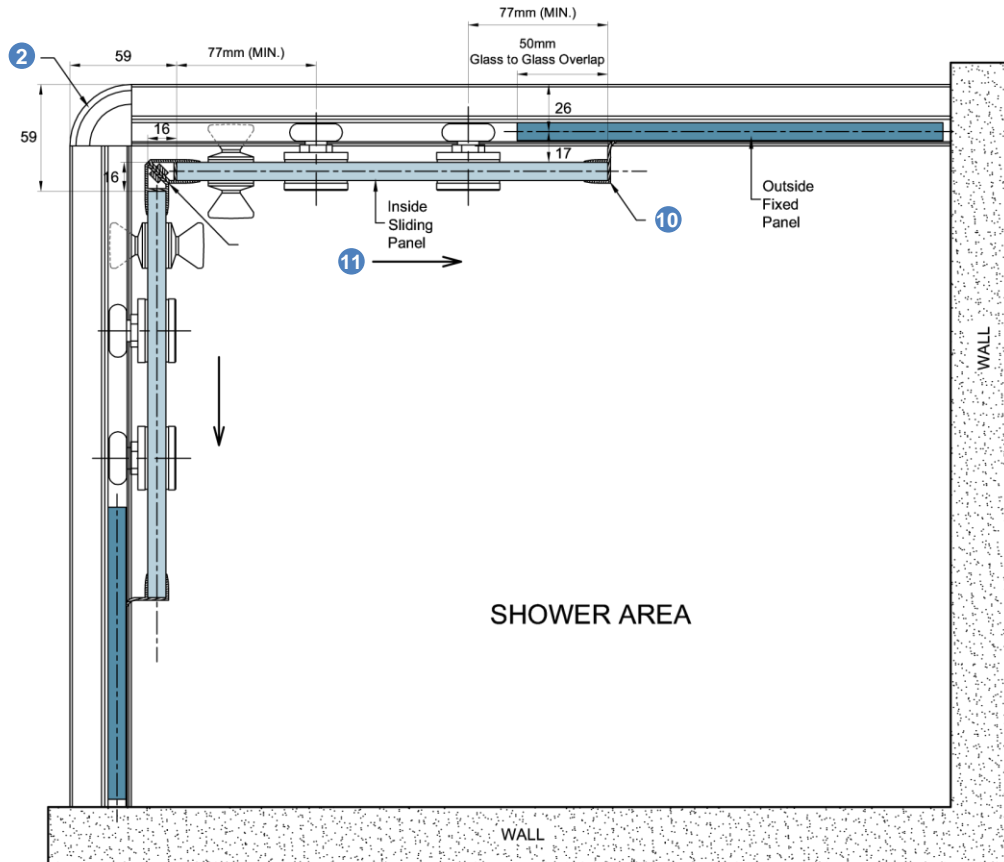 77mm (MIN.)
2
59
77mm (MIN.)
50mm
Glass to Glass Overlap
26
59
16
17
16
Inside
Sliding
Panel
10
Outside
Fixed
Panel
11
WALL
SHOWER AREA
WALL